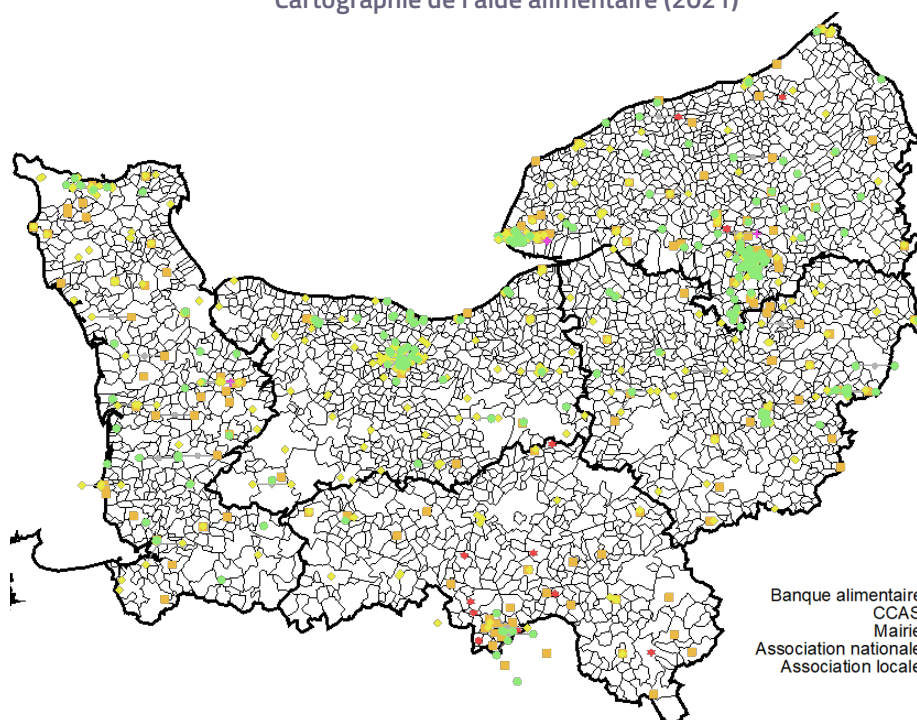 Cartographie de l'aide alimentaire (2021)
Banque alimentaire
CCAS
Mairie
Association nationale
Association locale